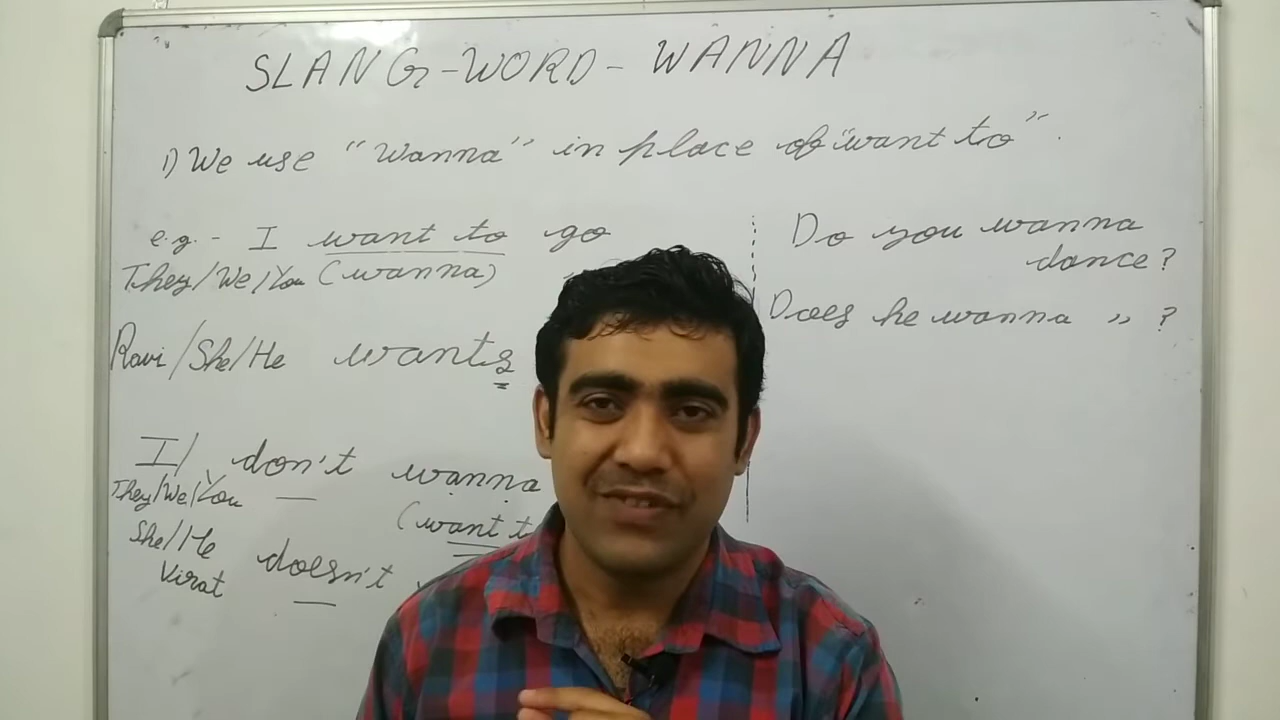 SLANG-WORD-WANNA
1) We use "Wanna" in place of "want to".
e.g. - I want to go
They/We/You (wanna)
Ravi/She/He wants
I/ don't wanna
They/We/You
(want t
She/He doesn't
Virat
Do you wanna
dance?
Does he wanna " ?